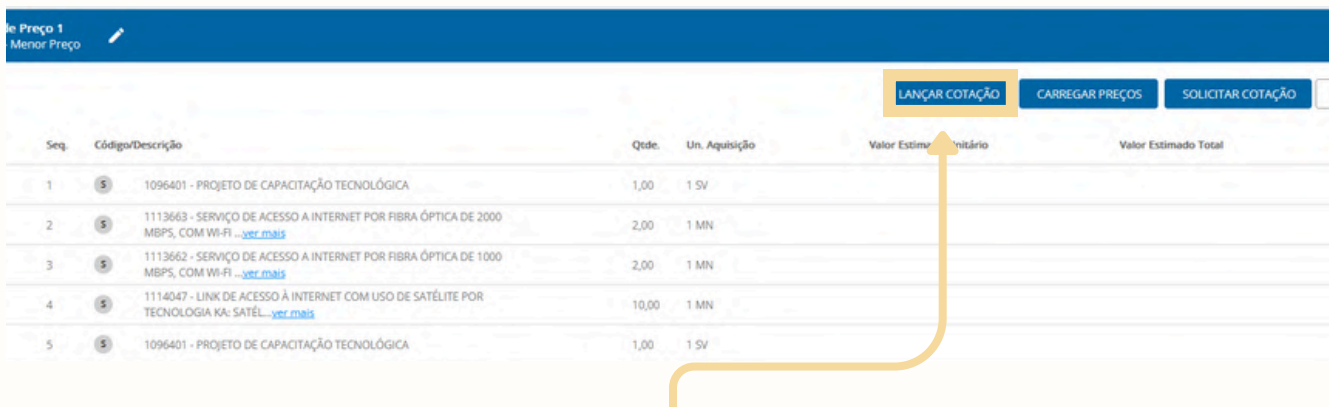 de Preço 1
Menor Preço
LANÇAR COTAÇÃO CARREGAR PREÇOS SOLICITAR COTAÇÃO
Seq. Código/Descrição Qtde. Un. Aquisição Valor Estima nitário Valor Estimado Total
1 S 1096401 - PROJETO DE CAPACITAÇÃO TECNOLÓGICA 1,00 1 SV
2 S 1113663 - SERVIÇO DE ACESSO A INTERNET POR FIBRA ÓPTICA DE 2000 2,00 1 MN
MBPS, COM WI-FI ...ver mais
3 S 1113662 - SERVIÇO DE ACESSO A INTERNET POR FIBRA ÓPTICA DE 1000 2,00 1 MN
MBPS, COM WI-FI ...ver mais
4 S 1114047 - LINK DE ACESSO À INTERNET COM USO DE SATÉLITE POR 10,00 1 MN
TECNOLOGIA KA: SATÉL...ver mais
5 S 1096401 - PROJETO DE CAPACITAÇÃO TECNOLÓGICA 1,00 1 SV